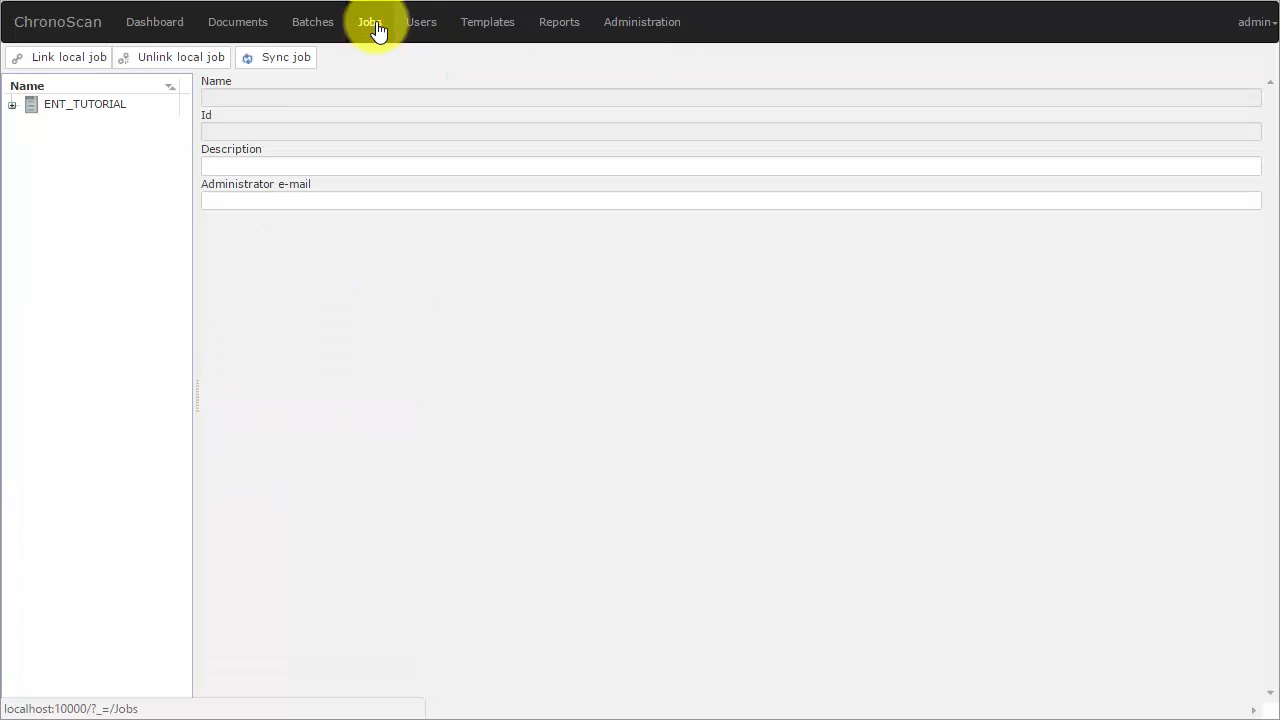 ChronoScan Dashboard Documents Batches Jobs Users Templates Reports Administration admin
Link local job Unlink local job Sync job
Name
ENT_TUTORIAL
Name
Id
Description
Administrator e-mail
localhost:10000/?_=/Jobs